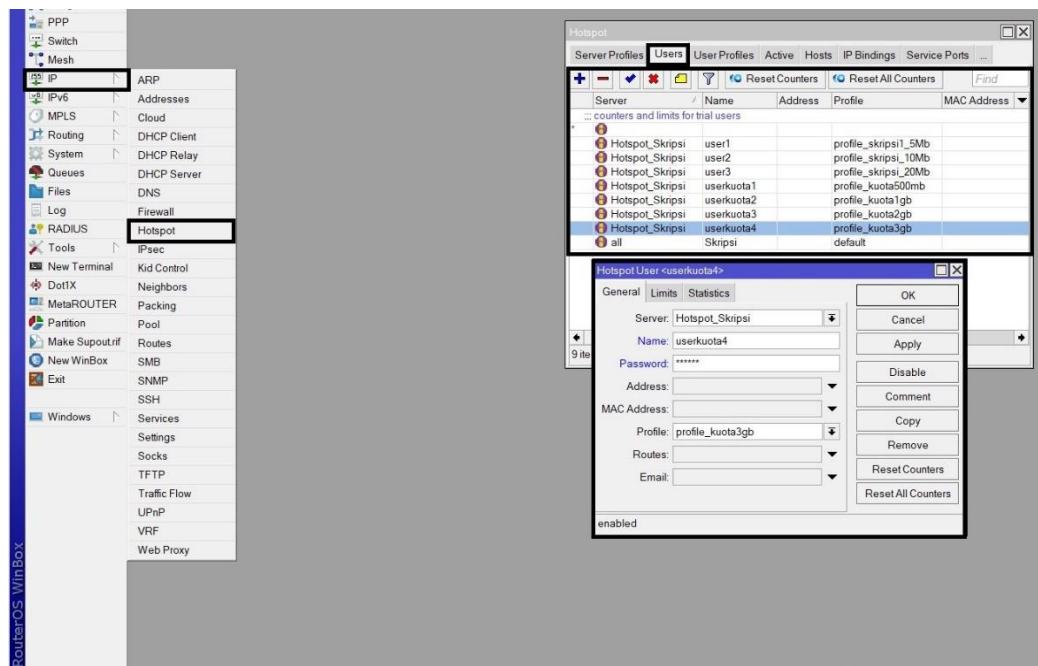 PPP
Switch
Mesh
IP
IPv6
MPLS
Routing
System
Queues
Files
Log
RADIUS
Tools
New Terminal
Dot1X
MetaROUTER
Partition
Make Supout.rif
New WinBox
Exit
Windows
RouterOS WinBox
ARP
Addresses
Cloud
DHCP Client
DHCP Relay
DHCP Server
DNS
Firewall
Hotspot
IPsec
Kid Control
Neighbors
Packing
Pool
Routes
SMB
SNMP
SSH
Services
Settings
Socks
TFTP
Traffic Flow
UPnP
VRF
Web Proxy
Hotspot
Server Profiles Users User Profiles Active Hosts IP Bindings Service Ports ...
Reset Counters Reset All Counters Find
Server Name Address Profile MAC Address
::: counters and limits for trial users
*
Hotspot_Skripsi user1 profile_skripsi1_5Mb
Hotspot_Skripsi user2 profile_skripsi_10Mb
Hotspot_Skripsi user3 profile_skripsi_20Mb
Hotspot_Skripsi userkuota1 profile_kuota500mb
Hotspot_Skripsi userkuota2 profile_kuota1gb
Hotspot_Skripsi userkuota3 profile_kuota2gb
Hotspot_Skripsi userkuota4 profile_kuota3gb
all Skripsi default
9 ite
Hotspot User <userkuota4>
General Limits Statistics
Server: Hotspot_Skripsi
Name: userkuota4
Password: ******
Address:
MAC Address:
Profile: profile_kuota3gb
Routes:
Email:
OK
Cancel
Apply
Disable
Comment
Copy
Remove
Reset Counters
Reset All Counters
enabled